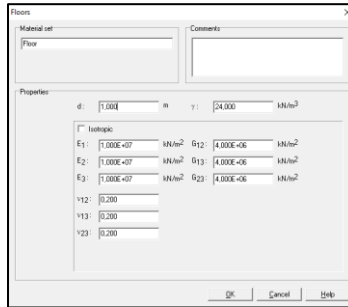 Floors
Material set
Floor
Comments
Properties
d: 1,000 m γ: 24,000 kN/m³
Isotropic
E1: 1,000E+07 kN/m² G12: 4,000E+06 kN/m²
E2: 1,000E+07 kN/m² G13: 4,000E+06 kN/m²
E3: 1,000E+07 kN/m² G23: 4,000E+06 kN/m²
ν12: 0,200
ν13: 0,200
ν23: 0,200
OK Cancel Help